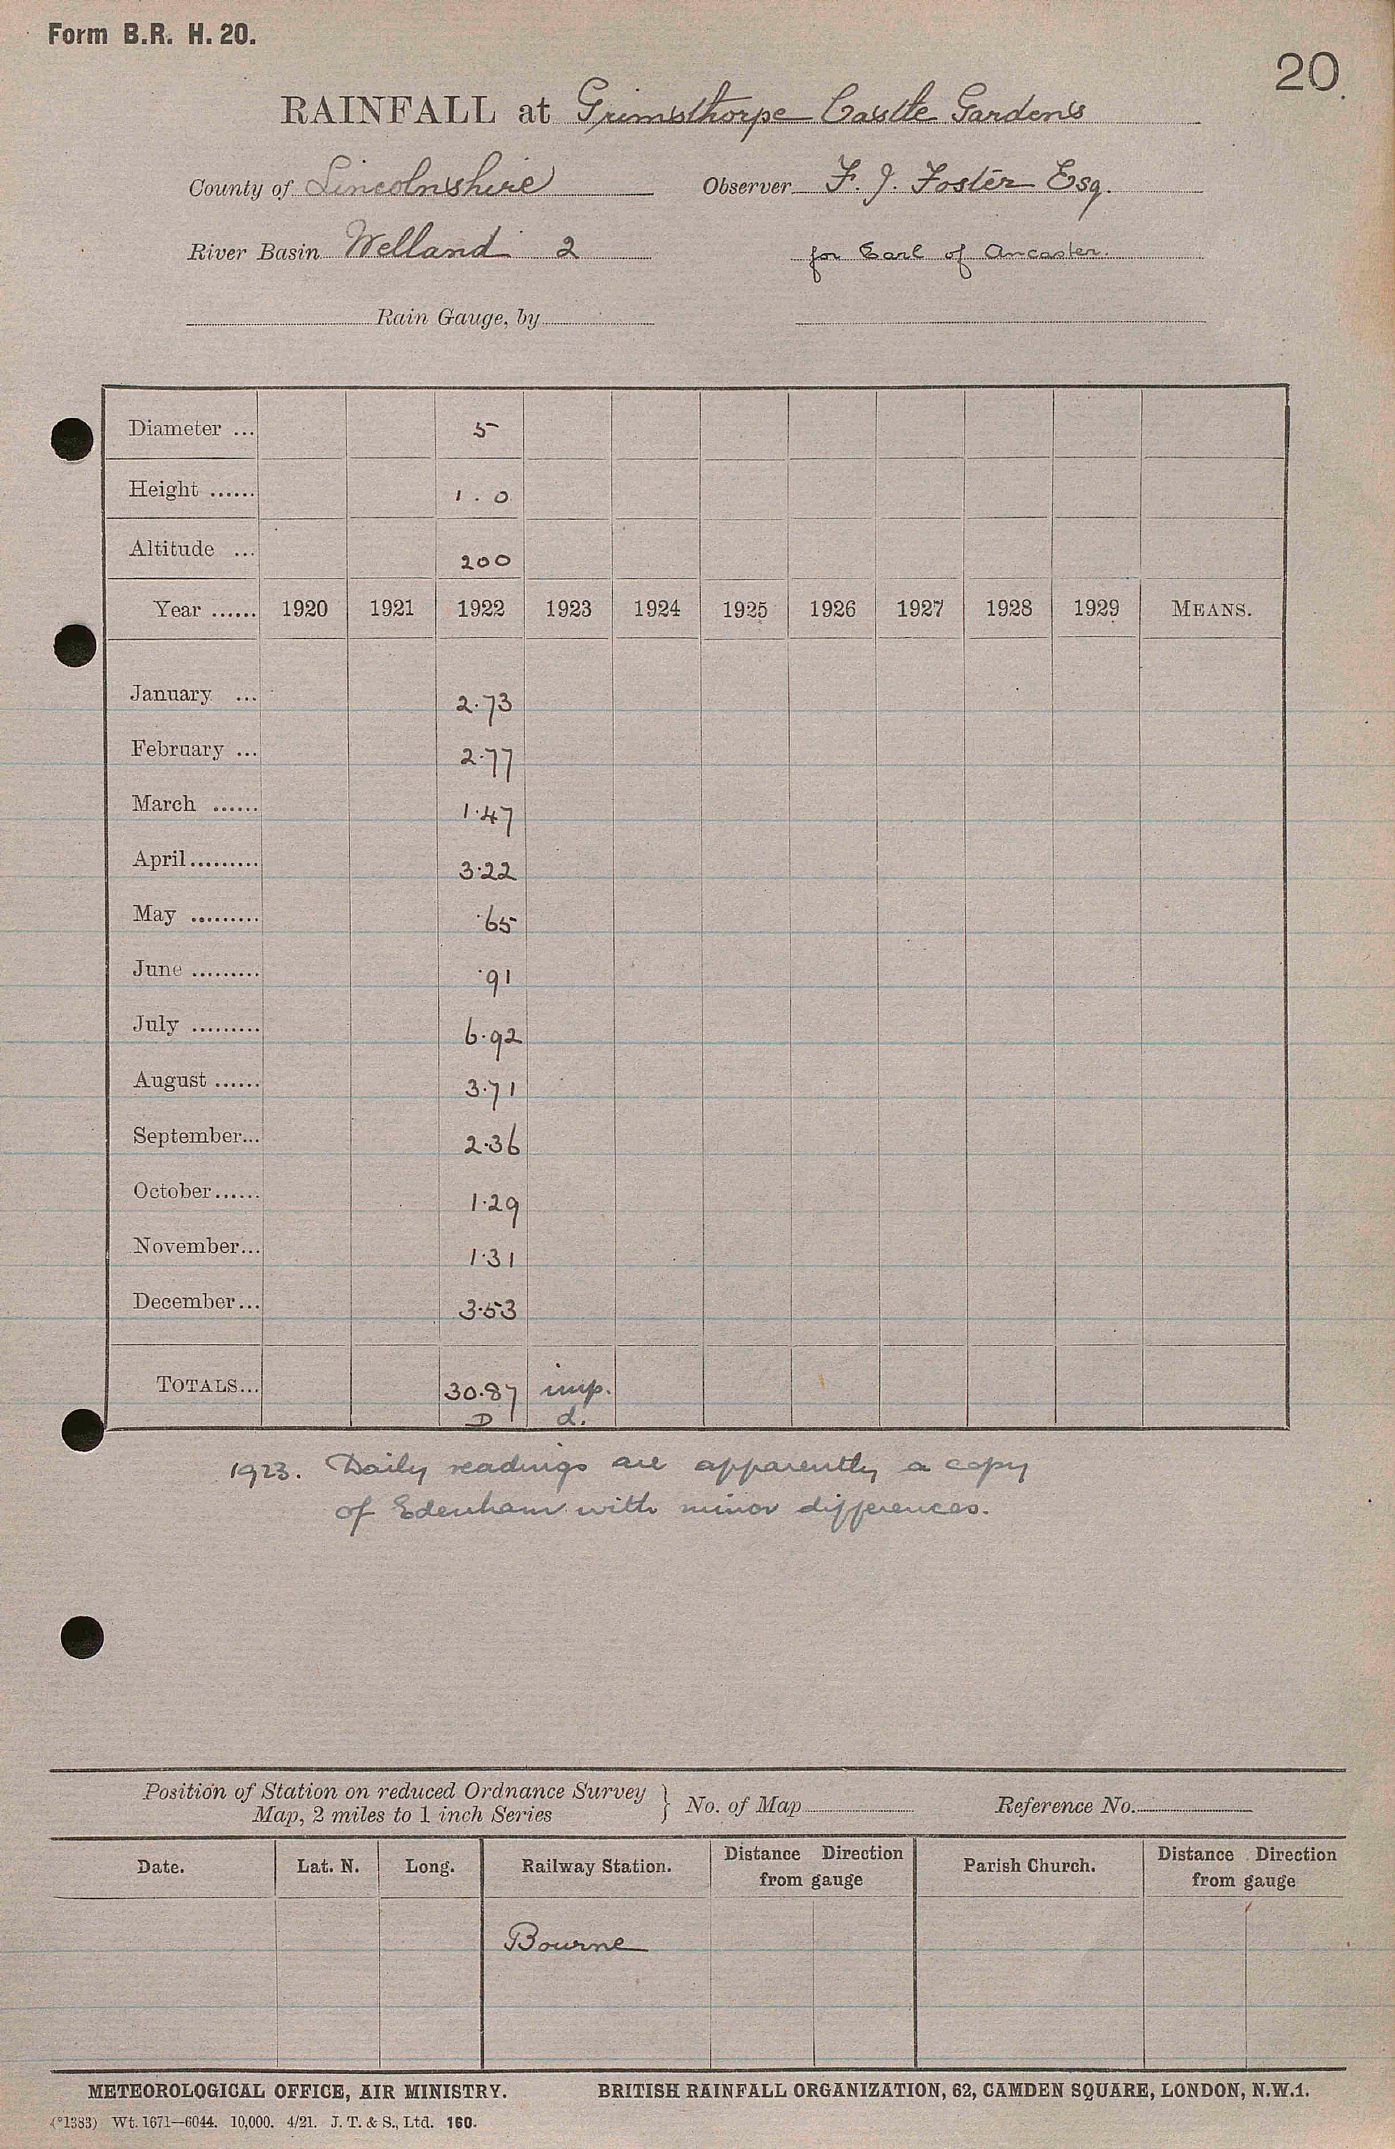 Form B.R. H. 20.
20.
RAINFALL at Grimsthorpe Castle Gardens
County of Lincolnshire Observer F. J. Foster Esq.
River Basin Welland 2 for Earl of Ancaster.
Rain Gauge, by
Diameter ... 5
Height ...... 1.0
Altitude ... 200
Year ...... 1920 1921 1922 1923 1924 1925 1926 1927 1928 1929 MEANS.
January ... 2.73
February ... 2.77
March ...... 1.47
April ......... 3.22
May ......... .65
June ......... .91
July ......... 6.92
August ...... 3.71
September... 2.36
October...... 1.29
November... 1.31
December... 3.53
TOTALS... 30.87 imp.
D d.
1923. Daily readings are apparently a copy
of Edenham with minor differences.
Position of Station on reduced Ordnance Survey
Map, 2 miles to 1 inch Series } No. of Map Reference No.
Date. Lat. N. Long. Railway Station. Distance Direction from gauge Parish Church. Distance Direction from gauge
Bourne
METEOROLOGICAL OFFICE, AIR MINISTRY. BRITISH RAINFALL ORGANIZATION, 62, CAMDEN SQUARE, LONDON, N.W.1.
(*1383) Wt. 1671—6044. 10,000. 4/21. J. T. & S., Ltd. 160.